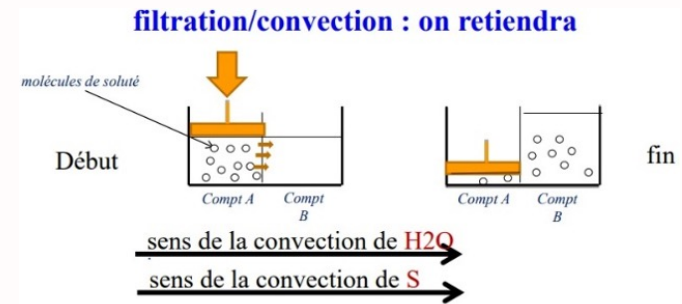 filtration/convection : on retiendra
molécules de soluté
Début
fin
Compt A
Compt
B
Compt A
Compt
B
sens de la convection de H2O
sens de la convection de S